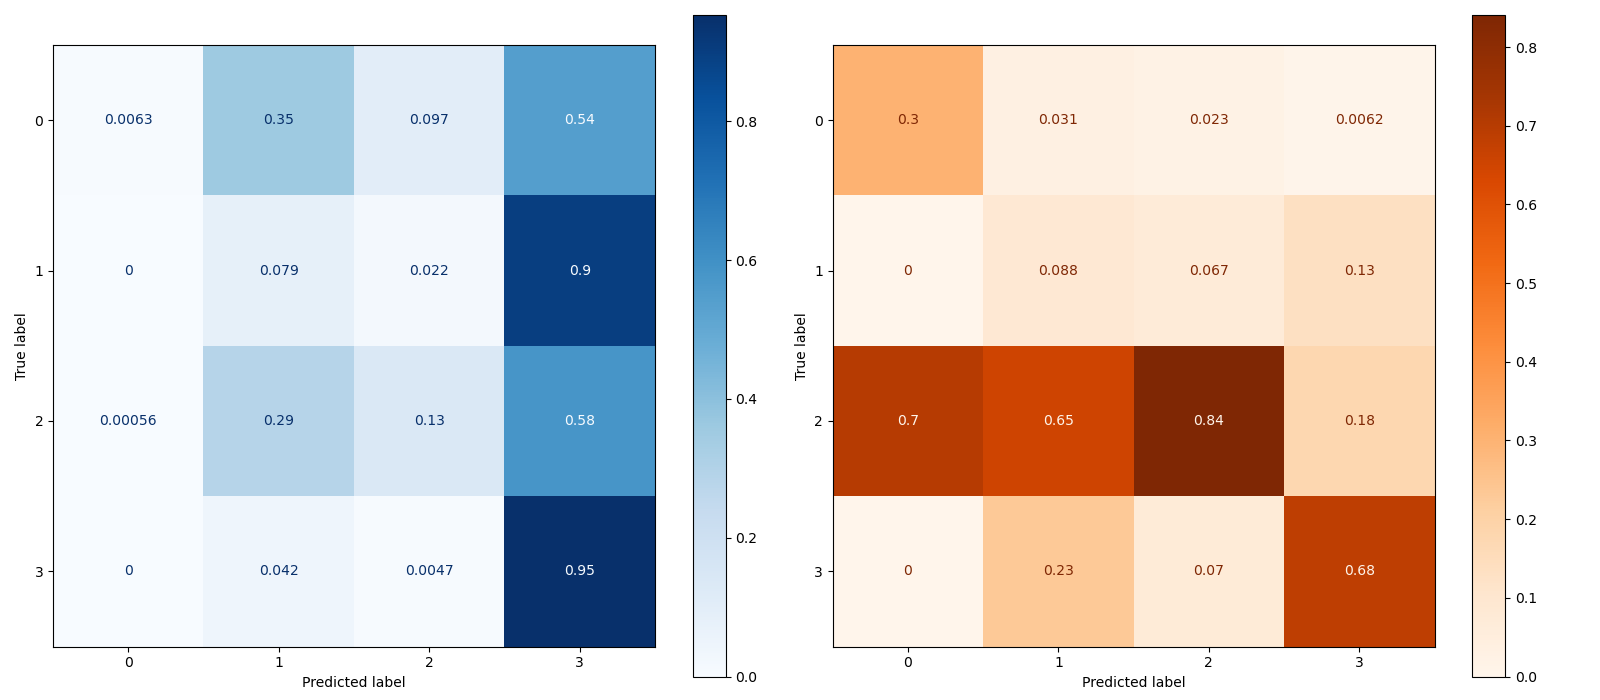 0 0.0063 0.35 0.097 0.54
1 0 0.079 0.022 0.9
2 0.00056 0.29 0.13 0.58
3 0 0.042 0.0047 0.95
0 1 2 3
True label
Predicted label
0.8
0.6
0.4
0.2
0.0
0 0.3 0.031 0.023 0.0062
1 0 0.088 0.067 0.13
2 0.7 0.65 0.84 0.18
3 0 0.23 0.07 0.68
0 1 2 3
True label
Predicted label
0.8
0.7
0.6
0.5
0.4
0.3
0.2
0.1
0.0